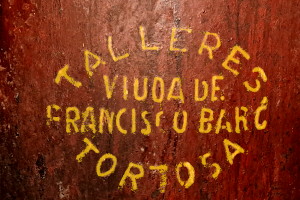 TALLERES
VIUDA DE
FRANCISCO BARÓ
TORTOSA